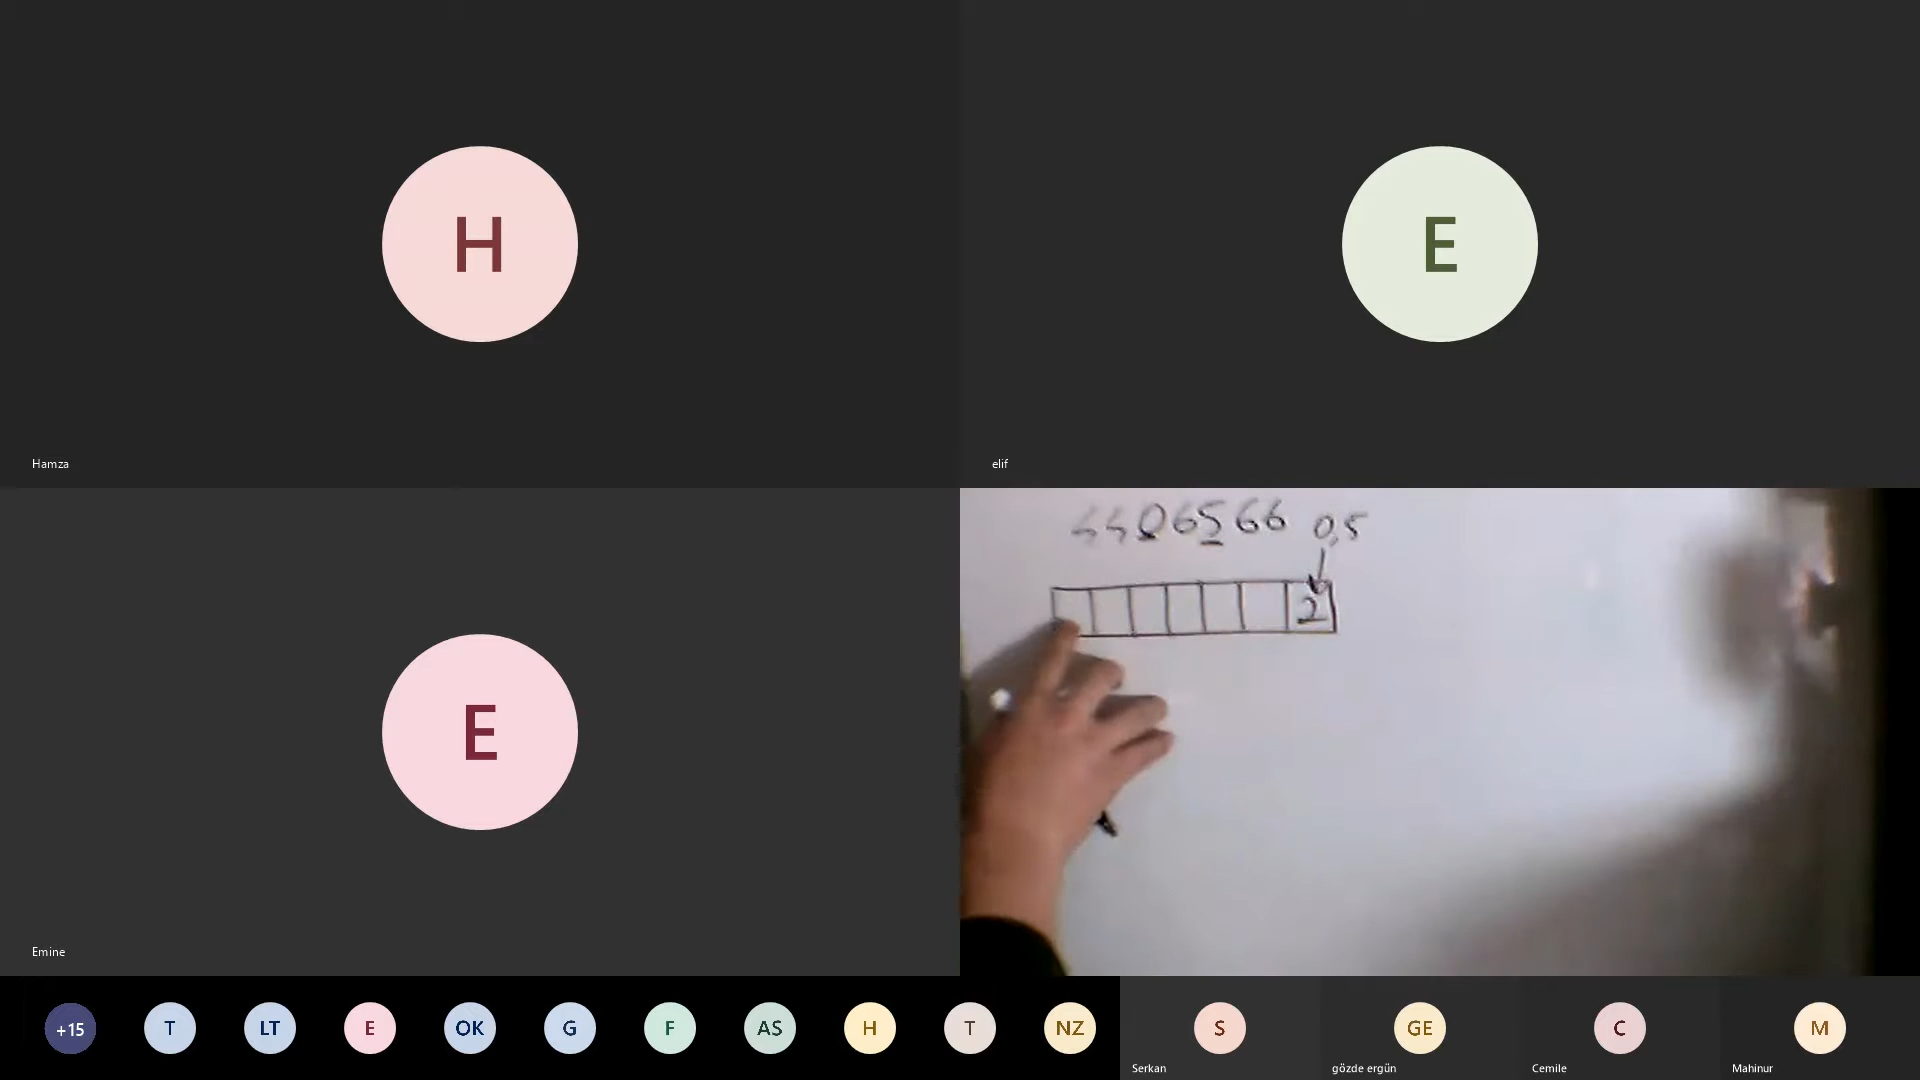 H
E
Hamza
elif
E
4406566 0,5
2
Emine
+15 T LT E OK G F AS H T NZ S GE C M
Serkan gözde ergün Cemile Mahinur